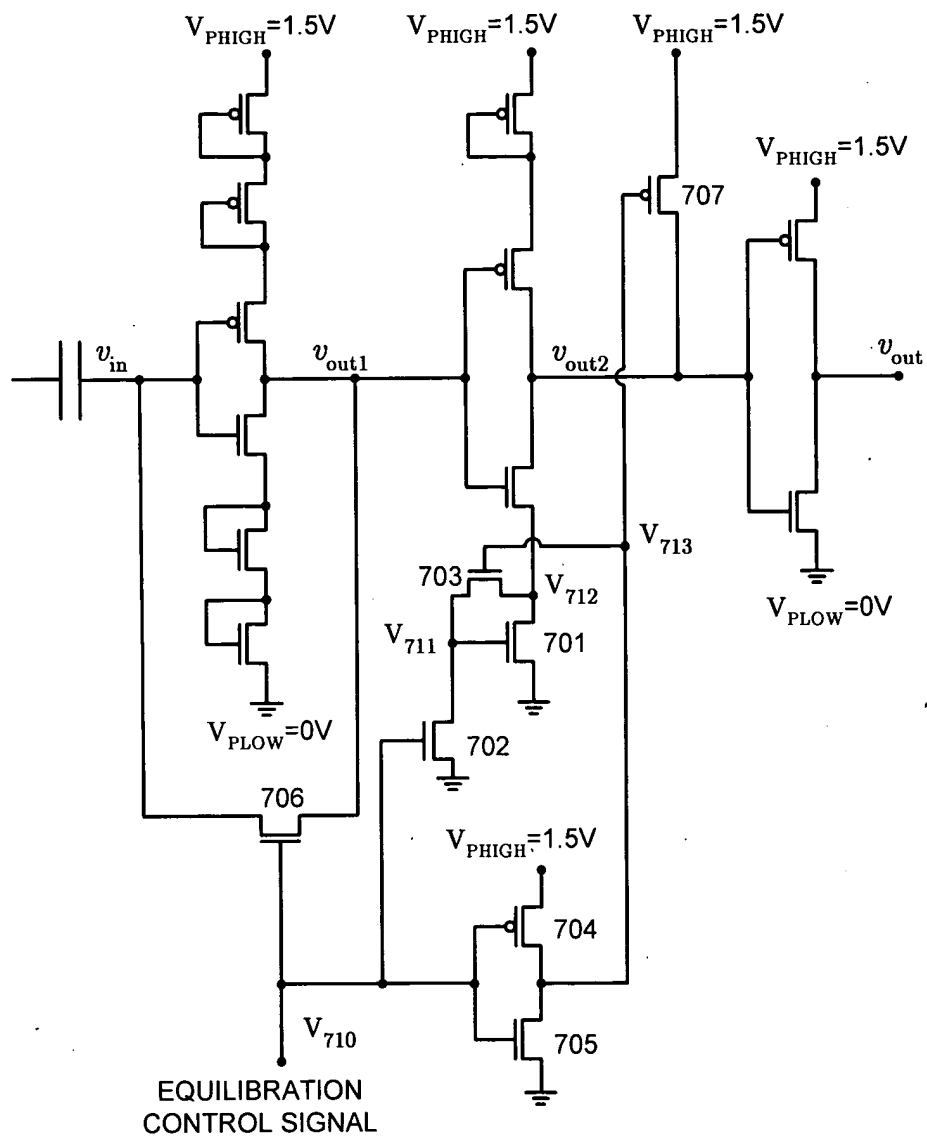 V_PHIGH=1.5V
V_PHIGH=1.5V
V_PHIGH=1.5V
V_PHIGH=1.5V
707
v_in
v_out1
v_out2
v_out
V_713
703
V_712
V_711
701
V_PLOW=0V
V_PLOW=0V
702
706
V_PHIGH=1.5V
704
V_710
705
EQUILIBRATION
CONTROL SIGNAL